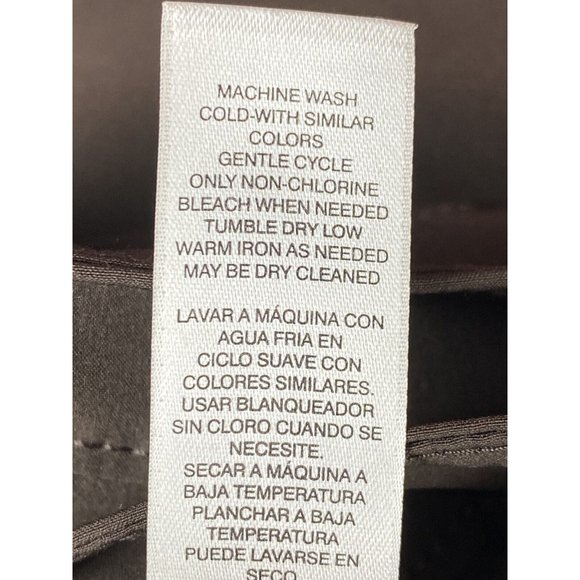 MACHINE WASH
COLD-WITH SIMILAR
COLORS
GENTLE CYCLE
ONLY NON-CHLORINE
BLEACH WHEN NEEDED
TUMBLE DRY LOW
WARM IRON AS NEEDED
MAY BE DRY CLEANED
LAVAR A MÁQUINA CON
AGUA FRIA EN
CICLO SUAVE CON
COLORES SIMILARES.
USAR BLANQUEADOR
SIN CLORO CUANDO SE
NECESITE.
SECAR A MÁQUINA A
BAJA TEMPERATURA
PLANCHAR A BAJA
TEMPERATURA
PUEDE LAVARSE EN
SECO